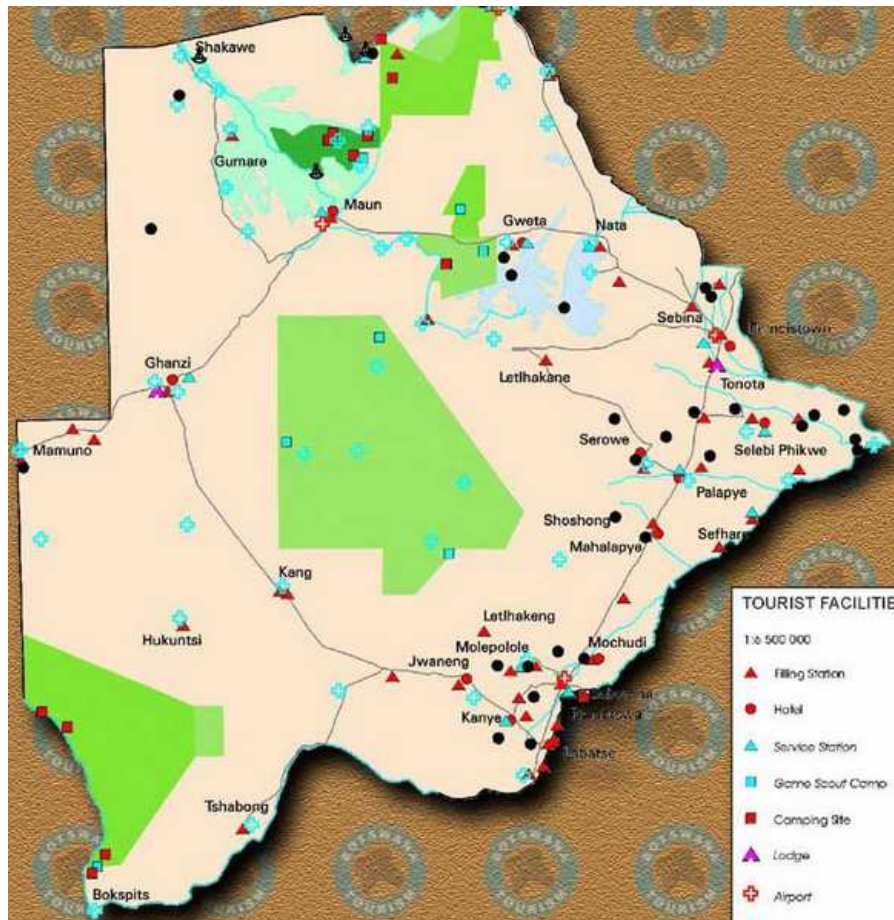 Shakawe
Gumare
Maun
Gweta
Nata
Sebina
Francistown
Ghanzi
Letlhakane
Tonota
Mamuno
Serowe
Selebi Phikwe
Palapye
Shoshong
Mahalapye
Kang
Letlhakeng
Hukuntsi
Molepolole
Mochudi
Jwaneng
Kanye
Tshabong
Bokspits
TOURIST FACILITIE
1:6 500 000
Filling Station
Hotel
Service Station
Game Scout Camp
Camping Site
Lodge
Airport
BOTSWANA
TOURISM